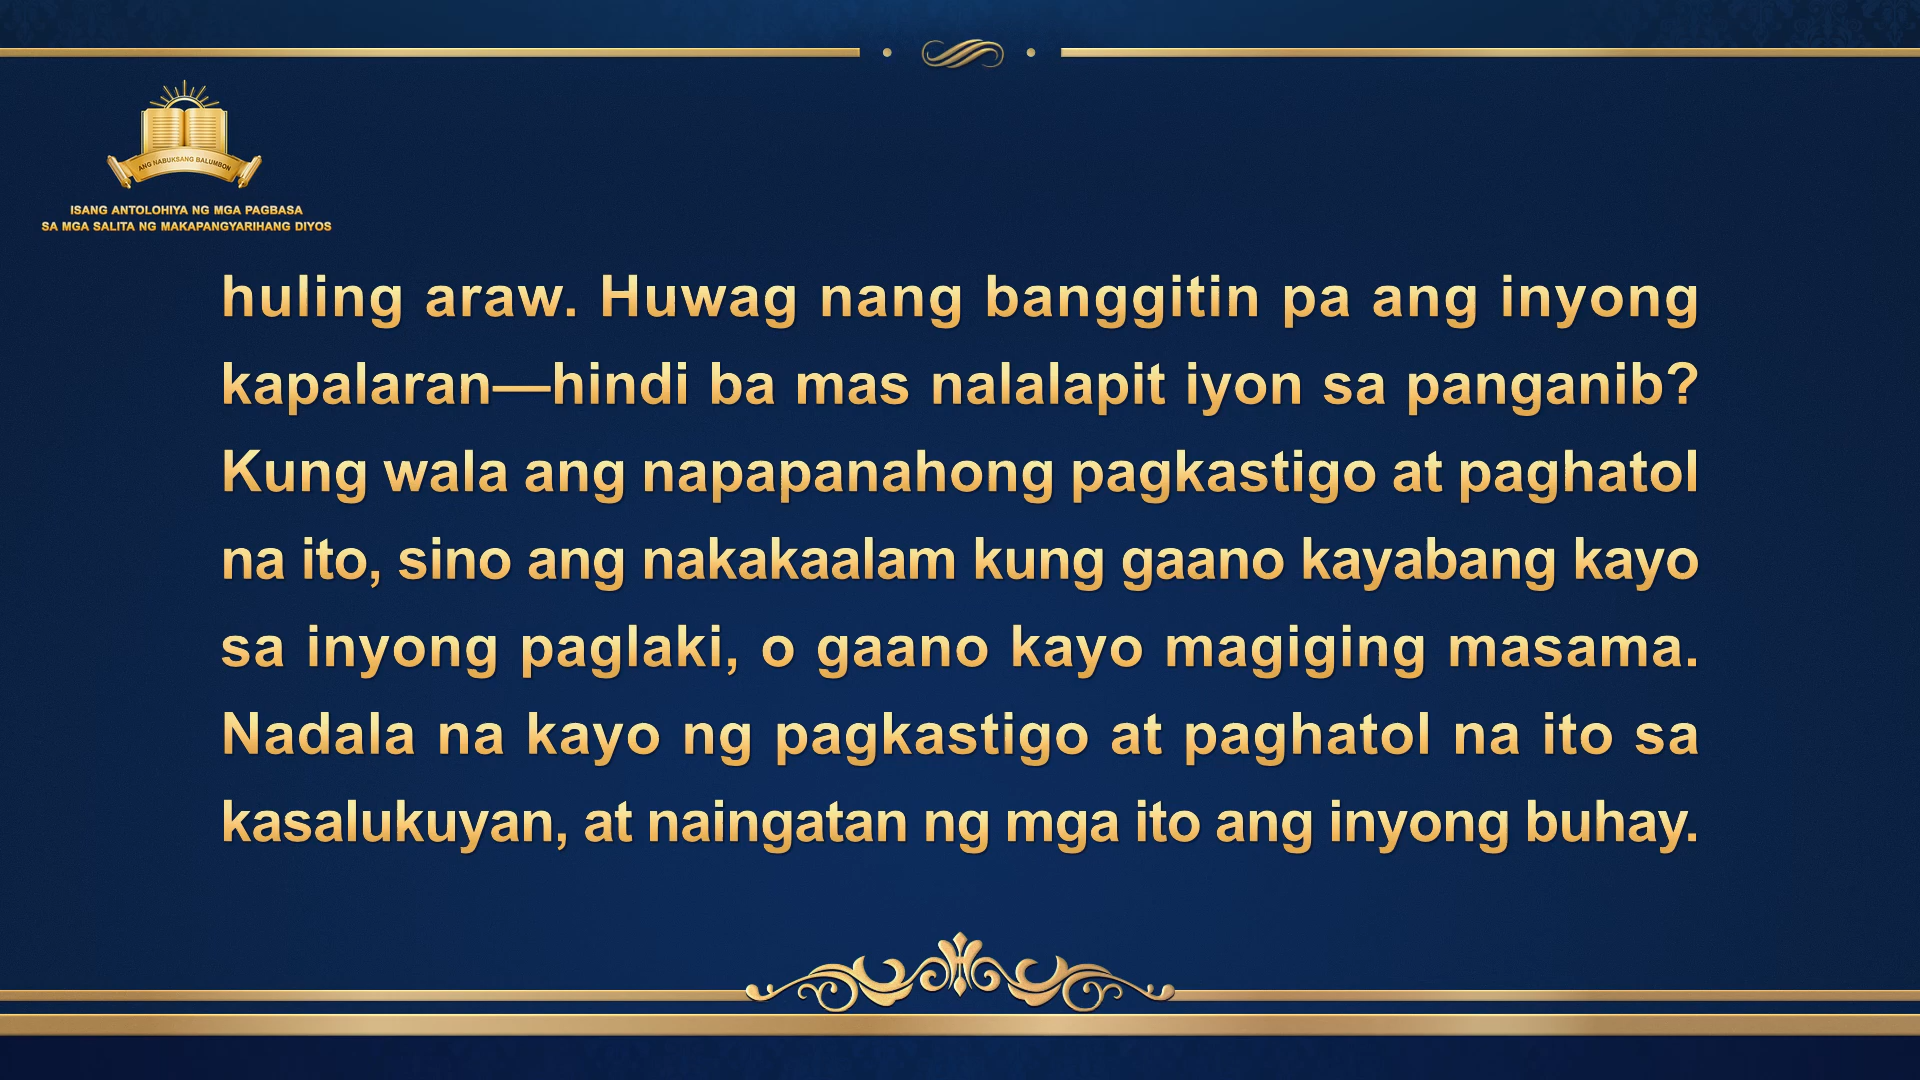 ANG NABUKSANG BALUMBON
ISANG ANTOLOHIYA NG MGA PAGBASA
SA MGA SALITA NG MAKAPANGYARIHANG DIYOS
huling araw. Huwag nang banggitin pa ang inyong
kapalaran—hindi ba mas nalalapit iyon sa panganib?
Kung wala ang napapanahong pagkastigo at paghatol
na ito, sino ang nakakaalam kung gaano kayabang kayo
sa inyong paglaki, o gaano kayo magiging masama.
Nadala na kayo ng pagkastigo at paghatol na ito sa
kasalukuyan, at naingatan ng mga ito ang inyong buhay.